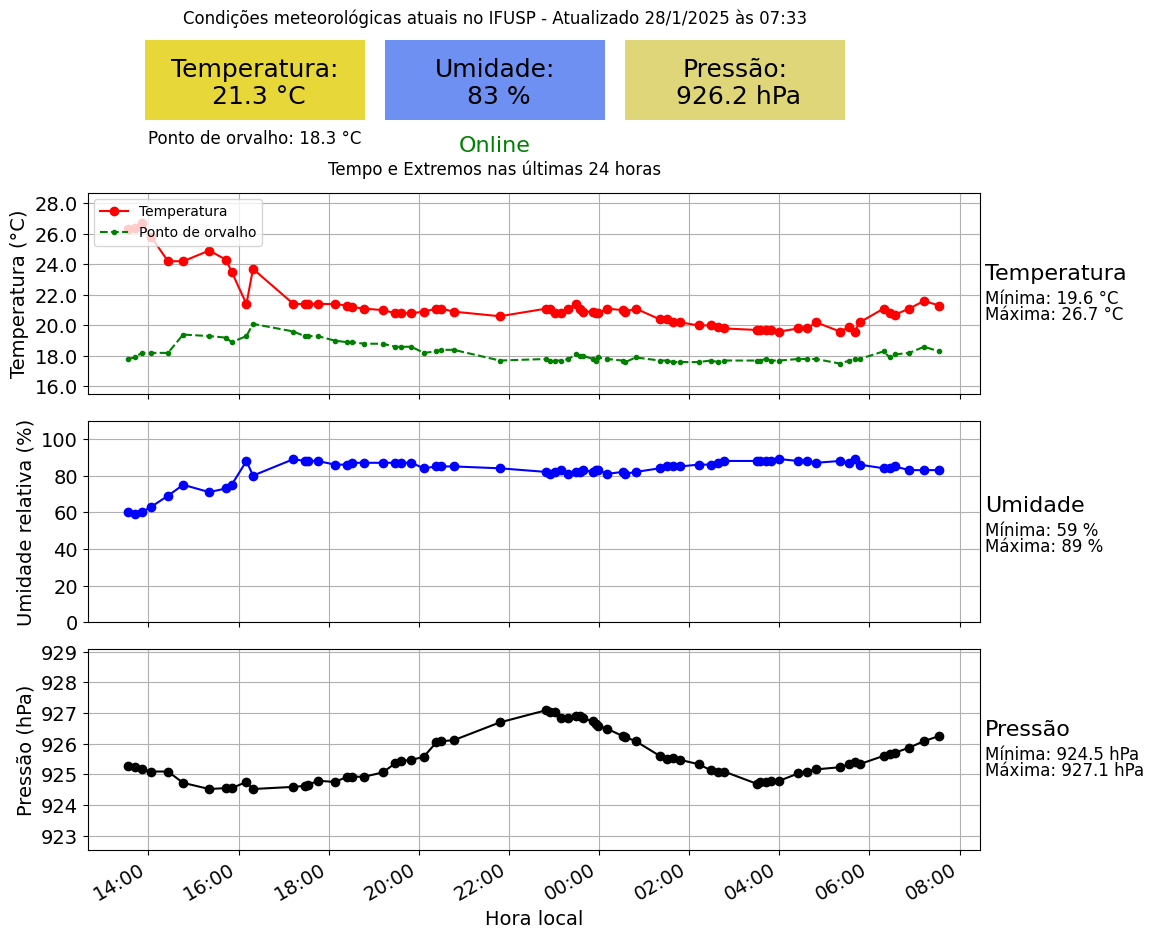 Condições meteorológicas atuais no IFUSP - Atualizado 28/1/2025 às 07:33
Temperatura:
21.3 °C
Umidade:
83 %
Pressão:
926.2 hPa
Ponto de orvalho: 18.3 °C
Online
Tempo e Extremos nas últimas 24 horas
Temperatura (°C)
28.0
26.0
24.0
22.0
20.0
18.0
16.0
Temperatura
Ponto de orvalho
Temperatura
Mínima: 19.6 °C
Máxima: 26.7 °C
Umidade relativa (%)
100
80
60
40
20
0
Umidade
Mínima: 59 %
Máxima: 89 %
Pressão (hPa)
929
928
927
926
925
924
923
Pressão
Mínima: 924.5 hPa
Máxima: 927.1 hPa
14:00
16:00
18:00
20:00
22:00
00:00
02:00
04:00
06:00
08:00
Hora local